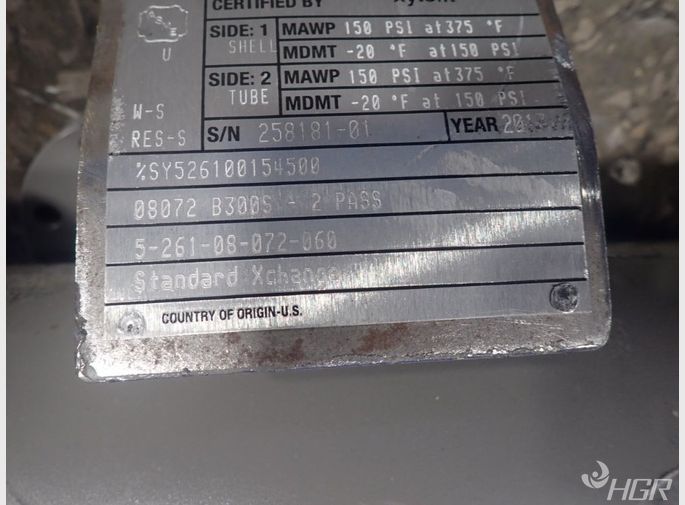 CERTIFIED BY Xylem
ASME
U
SIDE: 1 MAWP 150 PSI at 375 °F
SHELL MDMT -20 °F at 150 PSI
SIDE: 2 MAWP 150 PSI at 375 °F
TUBE MDMT -20 °F at 150 PSI
W-S
RES-S S/N 258181-01 YEAR
%SY526100154500
08072 B300S - 2 PASS
5-261-08-072-060
Standard Xchange
COUNTRY OF ORIGIN-U.S.
HGR